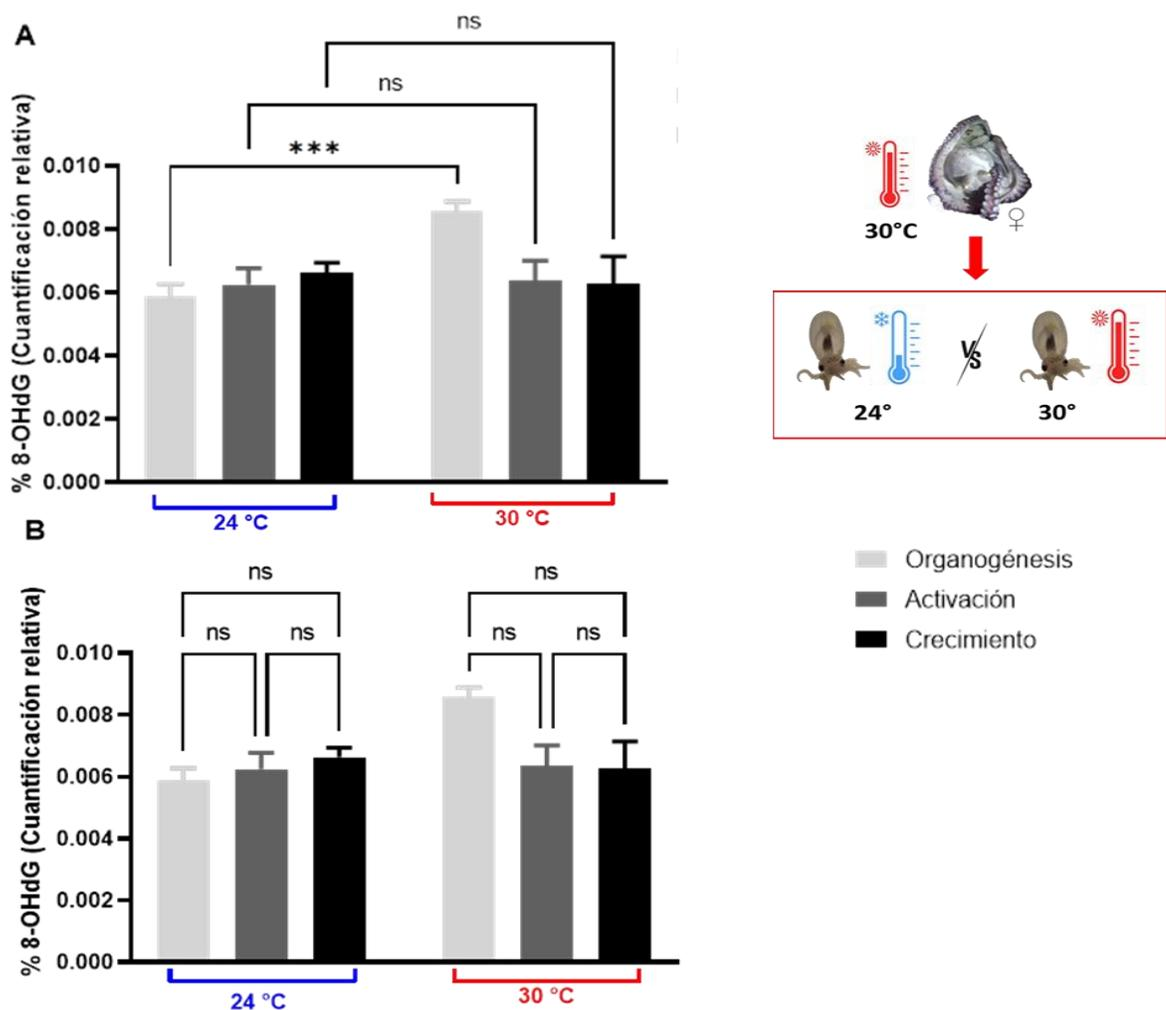 A
ns
ns
***
% 8-OHdG (Cuantificación relativa)
0.010
0.008
0.006
0.004
0.002
0.000
24 °C
30 °C
30°C
♀
24°
VS
30°
B
ns
ns
ns
ns
ns
ns
% 8-OHdG (Cuantificación relativa)
0.010
0.008
0.006
0.004
0.002
0.000
24 °C
30 °C
Organogénesis
Activación
Crecimiento